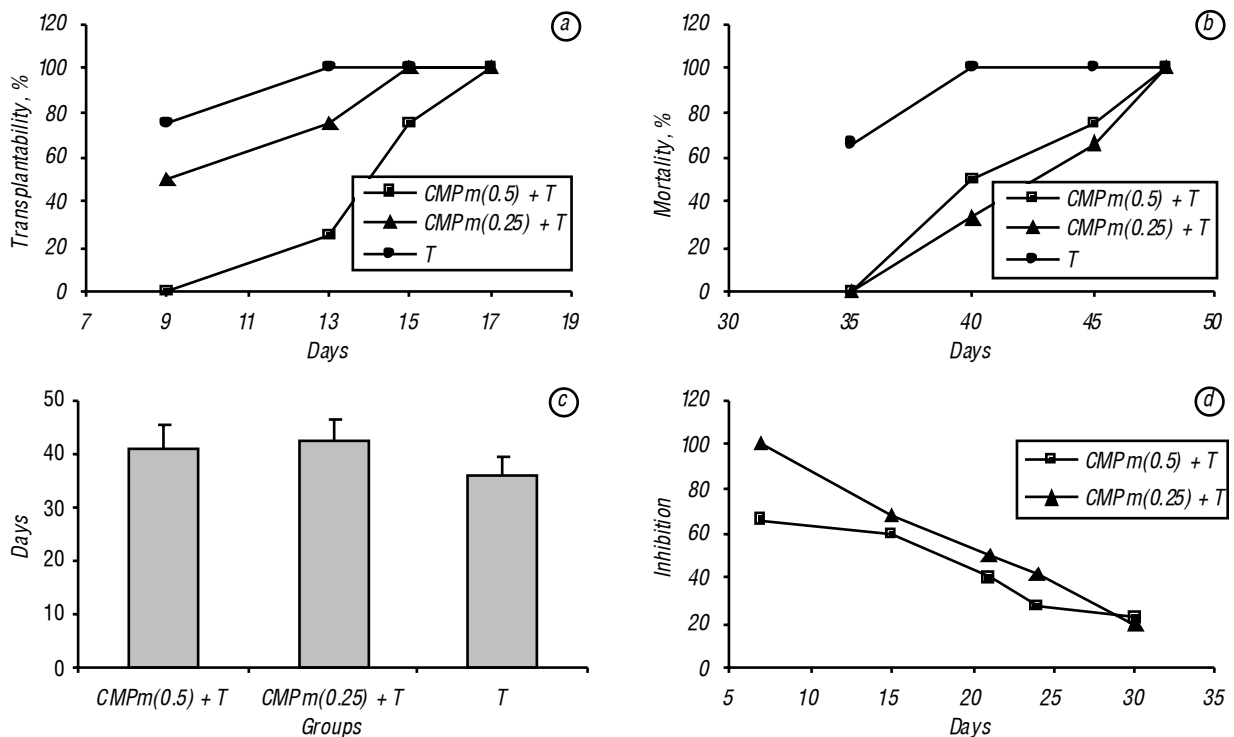 a
Transplantability, %
120
100
80
60
40
20
0
CMPm(0.5) + T
CMPm(0.25) + T
T
7 9 11 13 15 17 19
Days
b
Mortality, %
120
100
80
60
40
20
0
CMPm(0.5) + T
CMPm(0.25) + T
T
30 35 40 45 50
Days
c
Days
50
40
30
20
10
0
CMPm(0.5) + T CMPm(0.25) + T T
Groups
d
Inhibition
120
100
80
60
40
20
0
CMPm(0.5) + T
CMPm(0.25) + T
5 10 15 20 25 30 35
Days